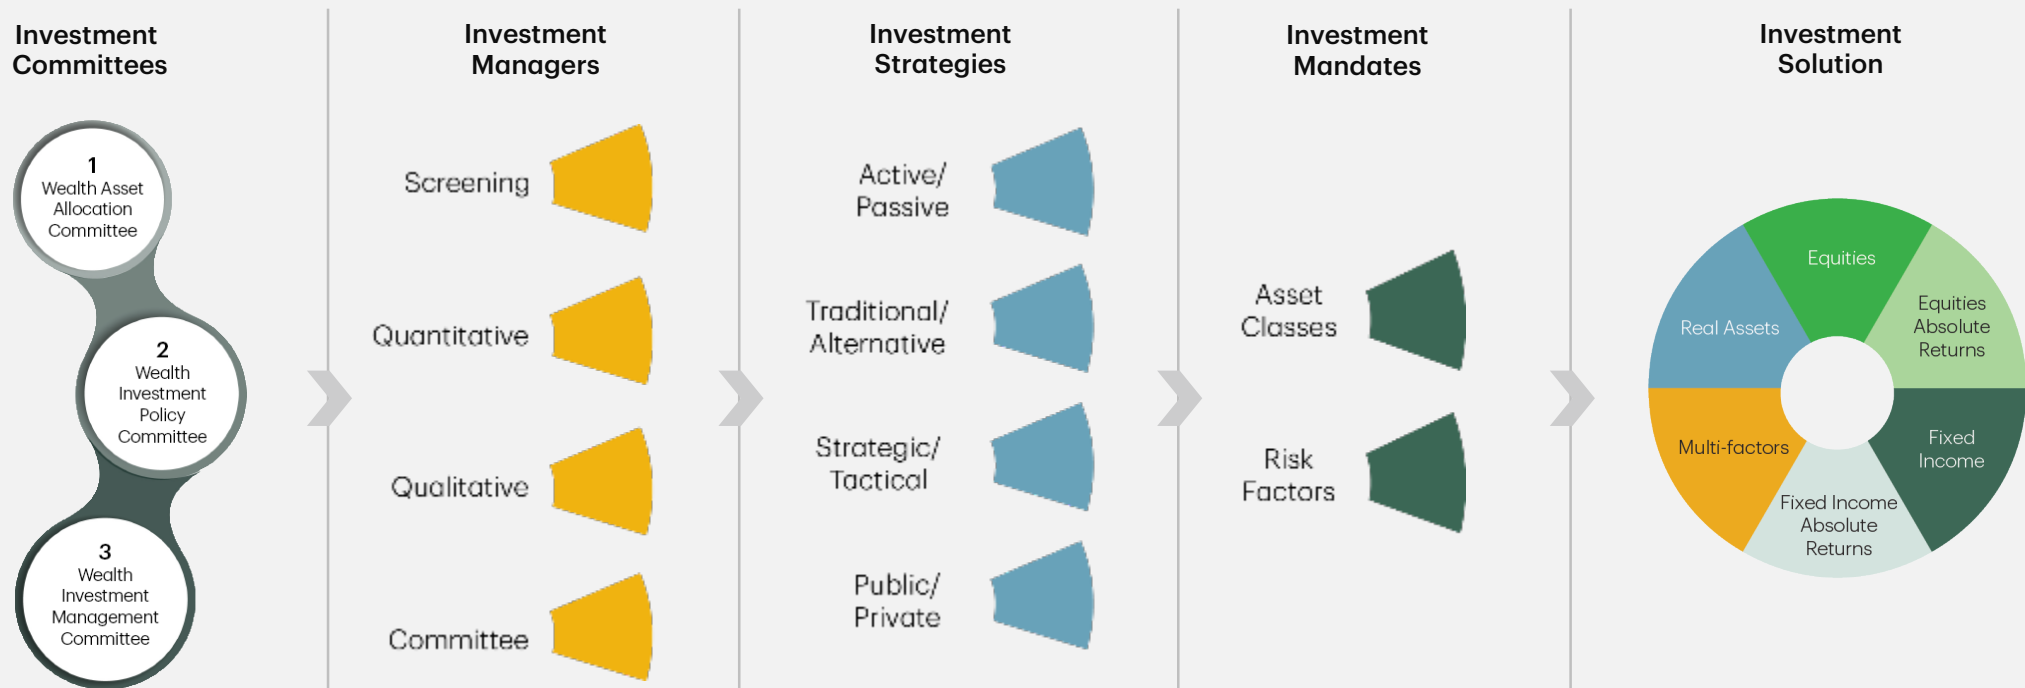 Investment
Committees
1
Wealth Asset
Allocation
Committee
2
Wealth
Investment
Policy
Committee
3
Wealth
Investment
Management
Committee
Investment
Managers
Screening
Quantitative
Qualitative
Committee
Investment
Strategies
Active/
Passive
Traditional/
Alternative
Strategic/
Tactical
Public/
Private
Investment
Mandates
Asset
Classes
Risk
Factors
Investment
Solution
Equities
Equities
Absolute
Returns
Fixed
Income
Fixed Income
Absolute
Returns
Multi-factors
Real Assets